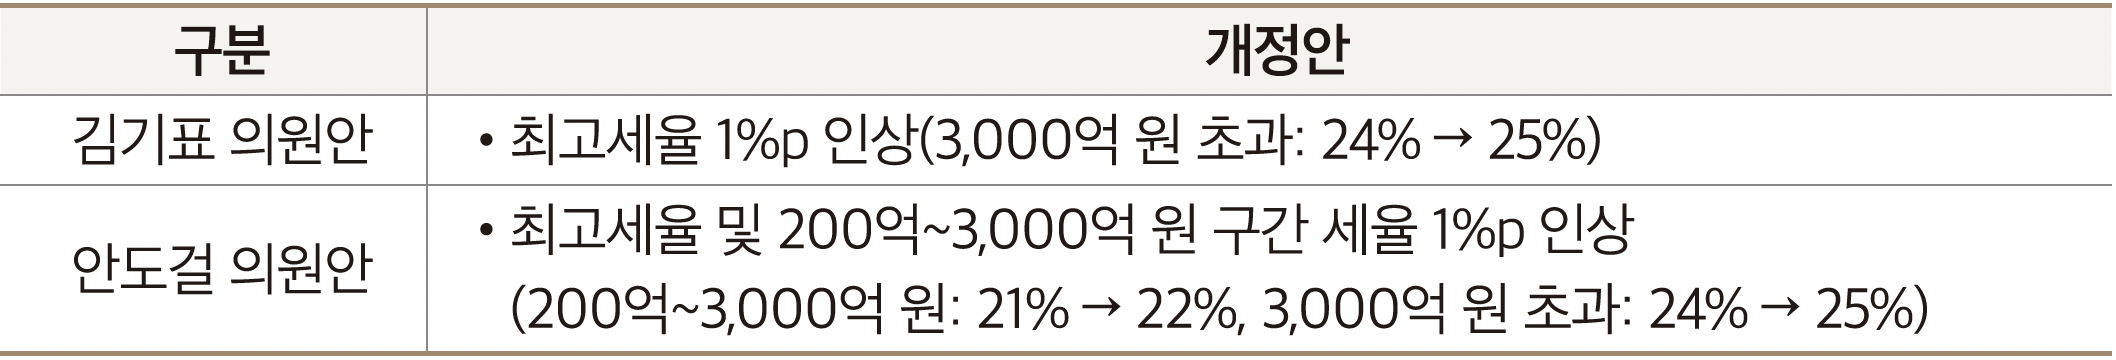 구분 개정안
김기표 의원안 • 최고세율 1%p 인상(3,000억 원 초과: 24% → 25%)
안도걸 의원안 • 최고세율 및 200억~3,000억 원 구간 세율 1%p 인상
(200억~3,000억 원: 21% → 22%, 3,000억 원 초과: 24% → 25%)